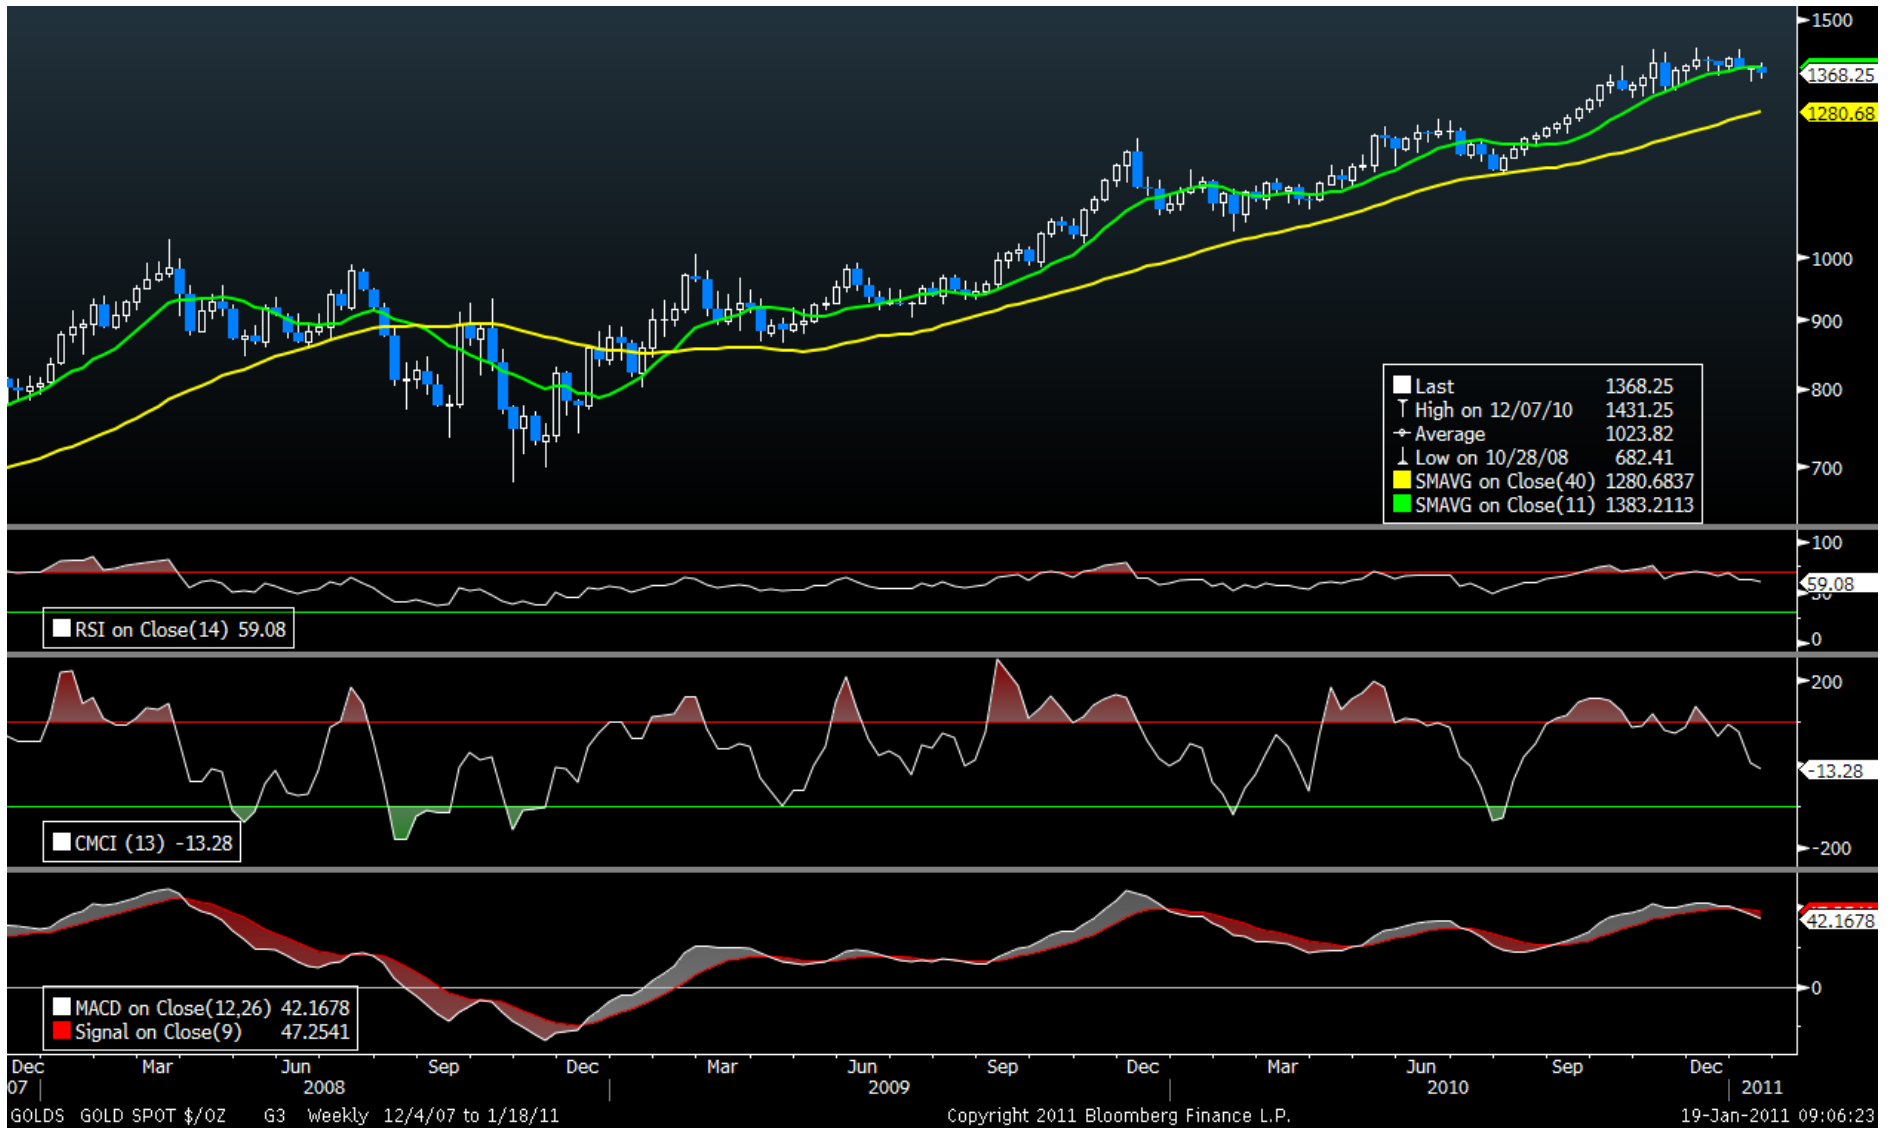 1500
1368.25
1280.68
1000
900
800
700
Last 1368.25
High on 12/07/10 1431.25
Average 1023.82
Low on 10/28/08 682.41
SMAVG on Close(40) 1280.6837
SMAVG on Close(11) 1383.2113
100
59.08
50
0
RSI on Close(14) 59.08
200
-13.28
-200
CMCI (13) -13.28
42.1678
0
MACD on Close(12,26) 42.1678
Signal on Close(9) 47.2541
Dec Mar Jun Sep Dec Mar Jun Sep Dec Mar Jun Sep Dec
07 2008 2009 2010 2011
GOLDS GOLD SPOT $/OZ G3 Weekly 12/4/07 to 1/18/11 Copyright 2011 Bloomberg Finance L.P. 19-Jan-2011 09:06:23